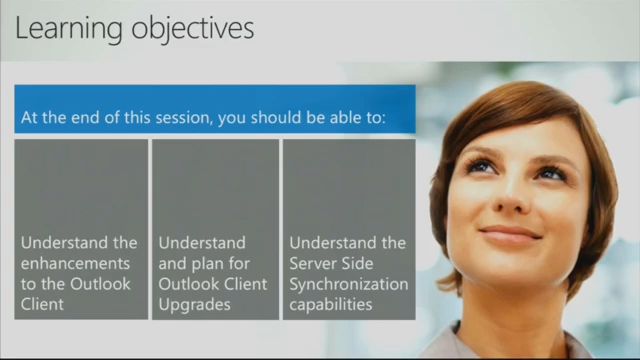 Learning objectives
At the end of this session, you should be able to:
Understand the
enhancements
to the Outlook
Client
Understand
and plan for
Outlook Client
Upgrades
Understand the
Server Side
Synchronization
capabilities